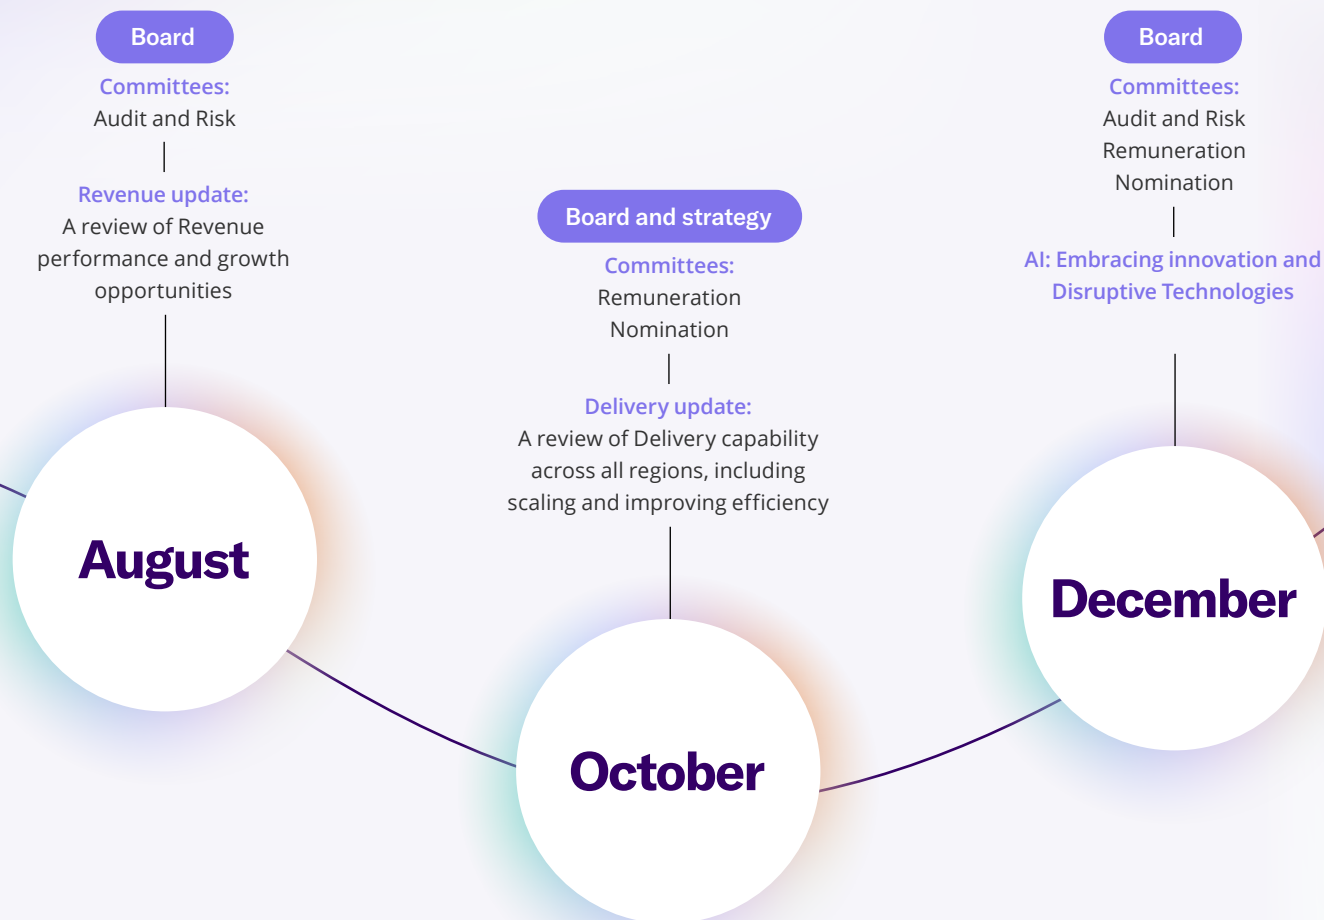 Board
Committees:
Audit and Risk
Revenue update:
A review of Revenue
performance and growth
opportunities
August
Board and strategy
Committees:
Remuneration
Nomination
Delivery update:
A review of Delivery capability
across all regions, including
scaling and improving efficiency
October
Board
Committees:
Audit and Risk
Remuneration
Nomination
AI: Embracing innovation and
Disruptive Technologies
December